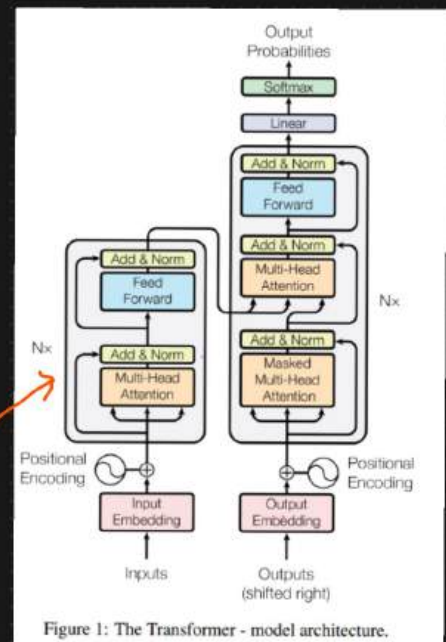 Output
Probabilities
Softmax
Linear
Add & Norm
Feed
Forward
Add & Norm
Multi-Head
Attention
Nx
Add & Norm
Masked
Multi-Head
Attention
Positional
Encoding
Output
Embedding
Outputs
(shifted right)
Add & Norm
Feed
Forward
Nx
Add & Norm
Multi-Head
Attention
Positional
Encoding
Input
Embedding
Inputs
Figure 1: The Transformer - model architecture.